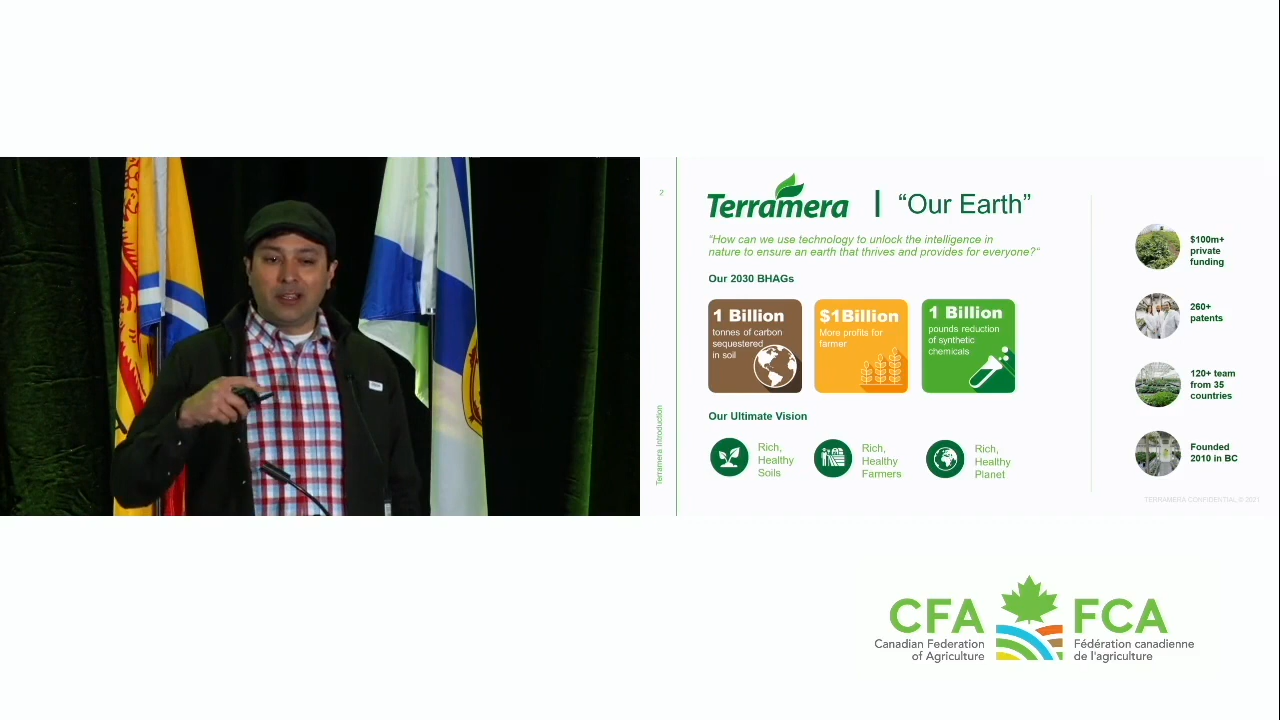 2
Terramera | “Our Earth”
“How can we use technology to unlock the intelligence in
nature to ensure an earth that thrives and provides for everyone?“
Our 2030 BHAGs
1 Billion
tonnes of carbon
sequestered
in soil
$1Billion
More profits for
farmer
1 Billion
pounds reduction
of synthetic
chemicals
Our Ultimate Vision
Rich,
Healthy
Soils
Rich,
Healthy
Farmers
Rich,
Healthy
Planet
Terramera Introduction
$100m+
private
funding
260+
patents
120+ team
from 35
countries
Founded
2010 in BC
TERRAMERA CONFIDENTIAL © 2021
CFA
Canadian Federation
of Agriculture
FCA
Fédération canadienne
de l'agriculture